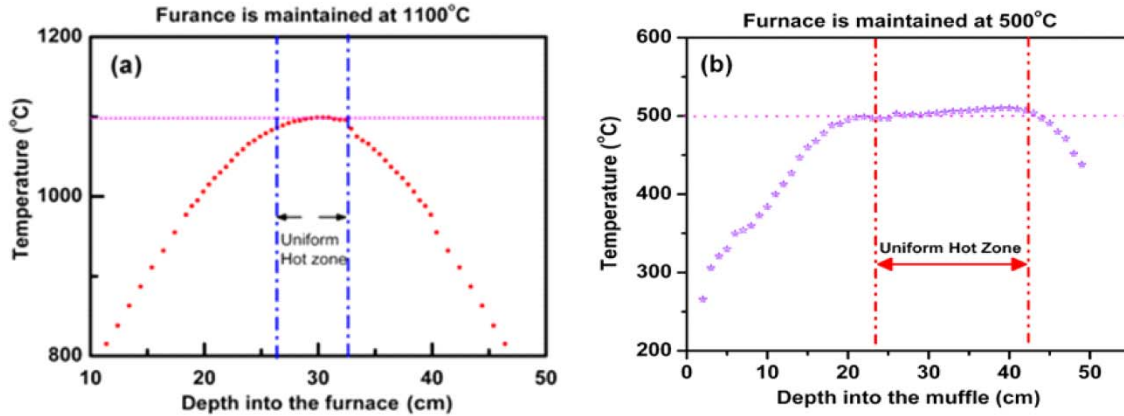 Furance is maintained at 1100°C
(a)
1200
1000
800
Temperature (°C)
Uniform
Hot zone
10 20 30 40 50
Depth into the furnace (cm)
Furnace is maintained at 500°C
(b)
600
500
400
300
200
Temperature (°C)
Uniform Hot Zone
0 10 20 30 40 50
Depth into the muffle (cm)